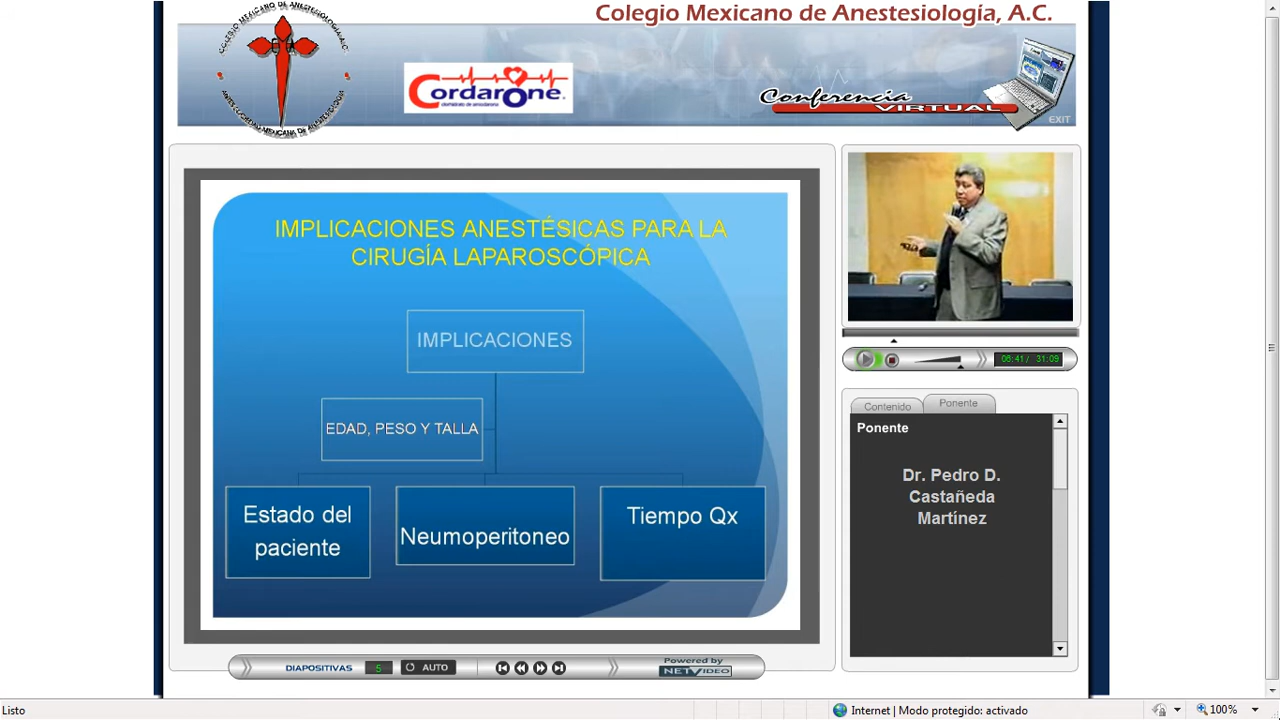 Colegio Mexicano de Anestesiología, A.C.
Cordarone.
Conferencia
VIRTUAL
EXIT
IMPLICACIONES ANESTÉSICAS PARA LA
CIRUGÍA LAPAROSCÓPICA
IMPLICACIONES
EDAD, PESO Y TALLA
Estado del
paciente
Neumoperitoneo
Tiempo Qx
06:41 / 31:09
Contenido
Ponente
Ponente
Dr. Pedro D.
Castañeda
Martínez
DIAPOSITIVAS
5
AUTO
Powered by
NETVIDEO
Listo
Internet | Modo protegido: activado
100%